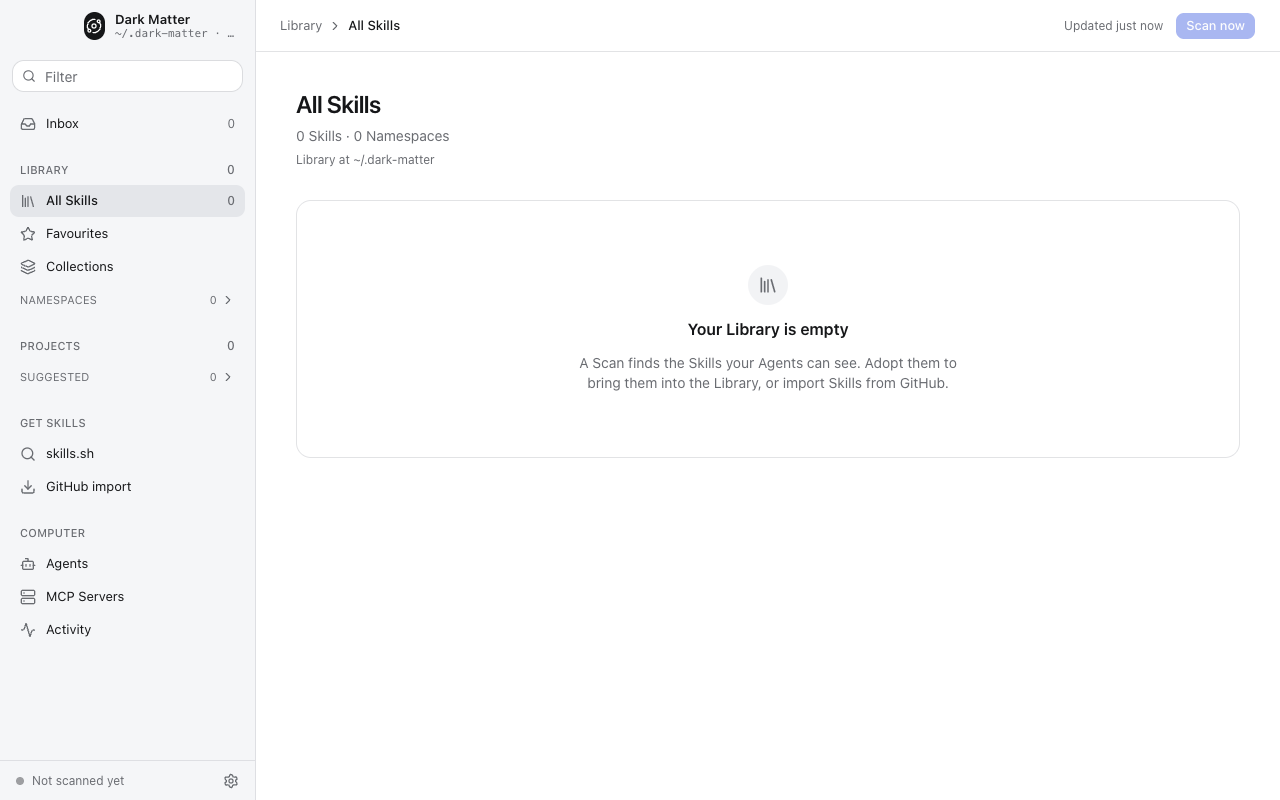 Dark Matter
~/.dark-matter · …
Filter
Inbox 0
LIBRARY 0
All Skills 0
Favourites
Collections
NAMESPACES 0
PROJECTS 0
SUGGESTED 0
GET SKILLS
skills.sh
GitHub import
COMPUTER
Agents
MCP Servers
Activity
Not scanned yet
Library > All Skills
Updated just now
Scan now
All Skills
0 Skills · 0 Namespaces
Library at ~/.dark-matter
Your Library is empty
A Scan finds the Skills your Agents can see. Adopt them to
bring them into the Library, or import Skills from GitHub.